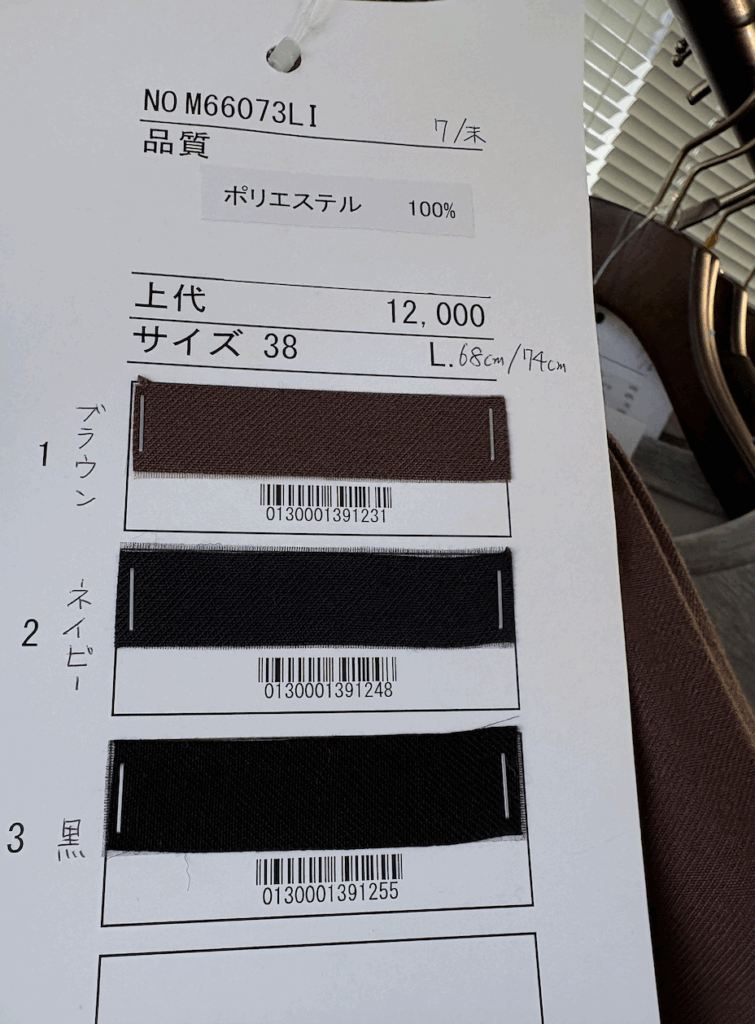 NO M66073LI 7/末
品質
ポリエステル 100%
上代 12,000
サイズ 38 L.68cm/74cm
1 ブラウン
0130001391231
2 ネイビー
0130001391248
3 黒
0130001391255